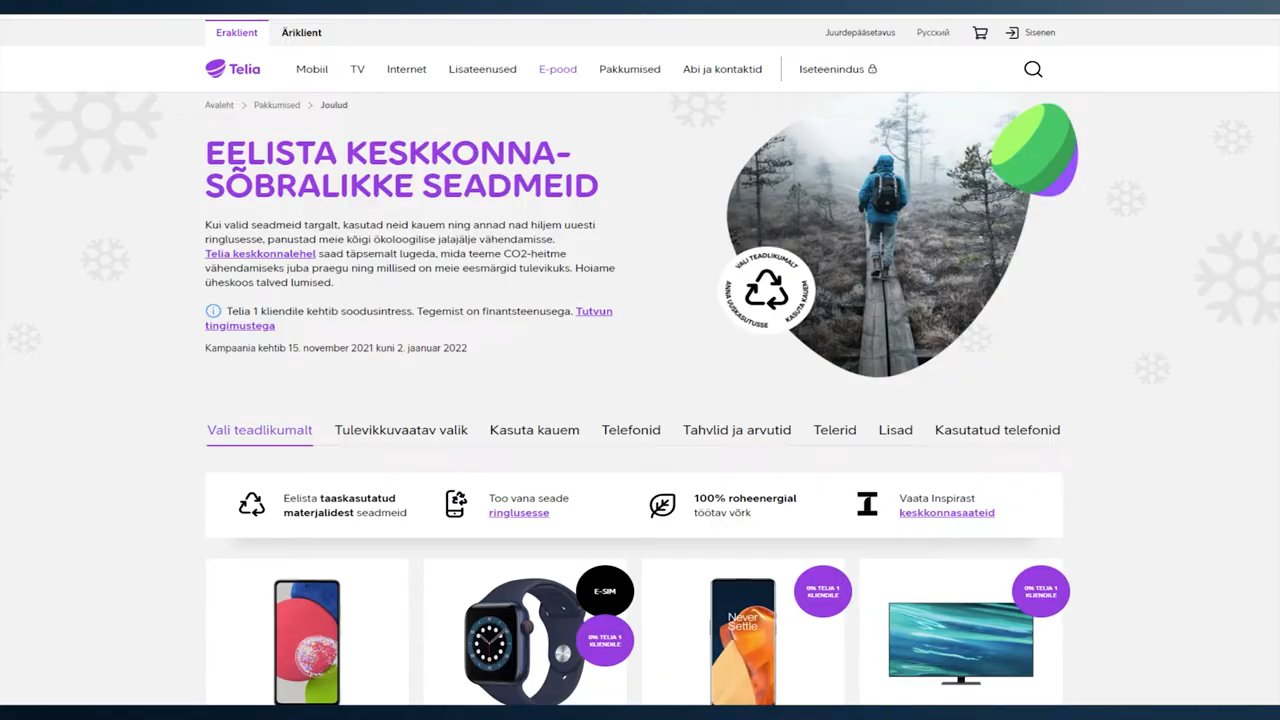 Eraklient
Äriklient
Juurdepääsetavus
Русский
Sisenen
Telia
Mobiil
TV
Internet
Lisateenused
E-pood
Pakkumised
Abi ja kontaktid
Iseteenindus
Avaleht > Pakkumised > Joulud
EELISTA KESKKONNA-
SÕBRALIKKE SEADMEID
Kui valid seadmeid targalt, kasutad neid kauem ning annad nad hiljem uuesti
ringlusesse, panustad meie kõigi ökoloogilise jalajälje vähendamisse.
Telia keskkonnalehel saad täpsemalt lugeda, mida teeme CO2-heitme
vähendamiseks juba praegu ning millised on meie eesmärgid tulevikuks. Hoiame
üheskoos talved lumised.
Telia 1 kliendile kehtib soodusintress. Tegemist on finantsteenusega. Tutvun
tingimustega
Kampaania kehtib 15. november 2021 kuni 2. jaanuar 2022
VALI TEADLIKUMALT
KASUTA KAUEM
ANNA UUSKASUTUSSE
Vali teadlikumalt
Tulevikkuvaatav valik
Kasuta kauem
Telefonid
Tahvlid ja arvutid
Telerid
Lisad
Kasutatud telefonid
Eelista taaskasutatud
materjalidest seadmeid
Too vana seade
ringlusesse
100% roheenergial
töötav võrk
Vaata Inspirast
keskkonnasaateid
E-SIM
0% TELIA 1
KLIENDILE
Never
Settle
0% TELIA 1
KLIENDILE
0% TELIA 1
KLIENDILE